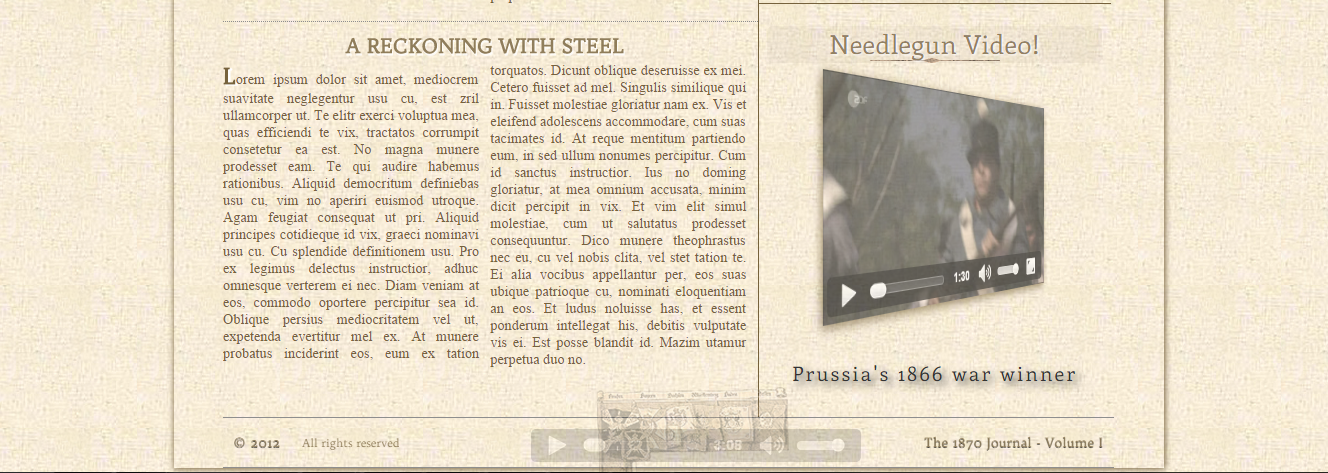 A RECKONING WITH STEEL
Lorem ipsum dolor sit amet, mediocrem
suavitate neglegentur usu cu, est zril
ullamcorper ut. Te elitr exerci voluptua mea,
quas efficiendi te vix, tractatos corrumpit
consetetur ea est. No magna munere
prodesset eam. Te qui audire habemus
rationibus. Aliquid democritum definiebas
usu cu, vim no aperiri euismod utroque.
Agam feugiat consequat ut pri. Aliquid
principes cotidieque id vix, graeci nominavi
usu cu. Cu splendide definitionem usu. Pro
ex legimus delectus instructior, adhuc
omnesque verterem ei nec. Diam veniam at
eos, commodo oportere percipitur sea id.
Oblique persius mediocritatem vel ut,
expetenda evertitur mel ex. At munere
probatus inciderint eos, eum ex tation
torquatos. Dicunt oblique deseruisse ex mei.
Cetero fuisset ad mel. Singulis similique qui
in. Fuisset molestiae gloriatur nam ex. Vis et
eleifend adolescens accommodare, cum suas
tacimates id. At reque mentitum partiendo
eum, in sed ullum nonumes percipitur. Cum
id sanctus instructior. Ius no doming
gloriatur, at mea omnium accusata, minim
dicit percipit in vix. Et vim elit simul
molestiae, cum ut salutatus prodesset
consequuntur. Dico munere theophrastus
nec eu, cu vel nobis clita, vel stet tation te.
Ei alia vocibus appellantur per, eos suas
ubique patrioque cu, nominati eloquentiam
an eos. Et ludus noluisse has, et essent
ponderum intellegat his, debitis vulputate
vis ei. Est posse blandit id. Mazim utamur
perpetua duo no.
Needlegun Video!
1:30
Prussia's 1866 war winner
3:05
© 2012 All rights reserved
The 1870 Journal - Volume I